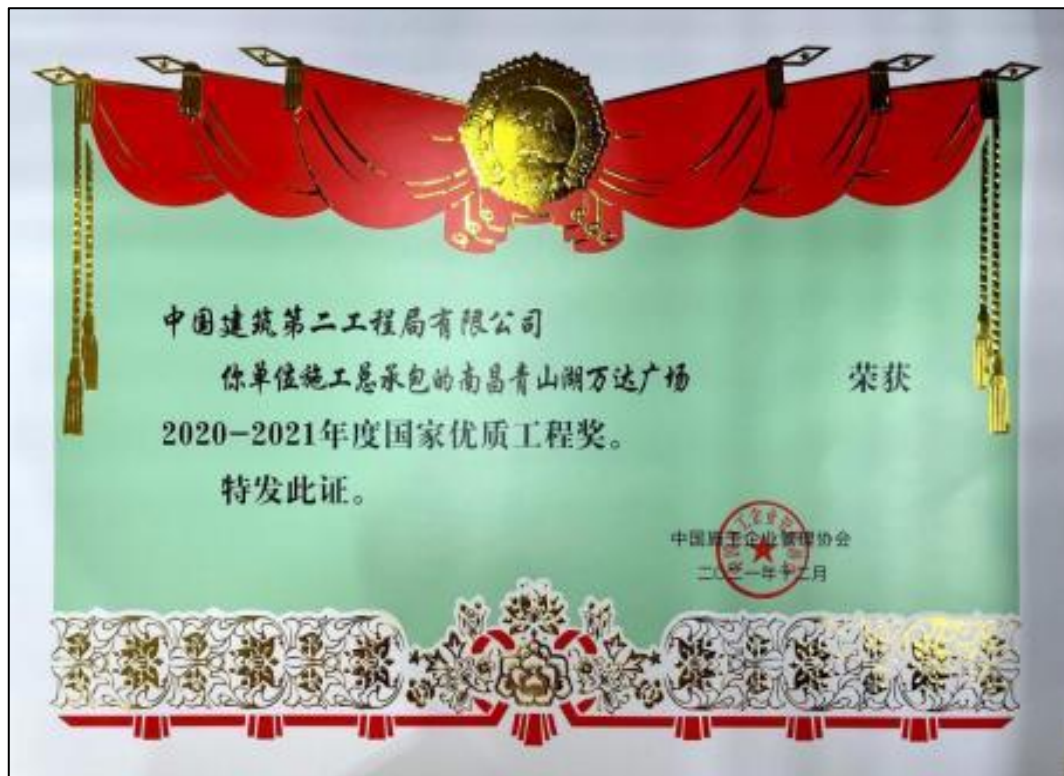 中国建筑第二工程局有限公司
你单位施工总承包的南昌青山湖万达广场 荣获
2020-2021年度国家优质工程奖。
特发此证。
中国施工企业管理协会
二〇二一年十二月